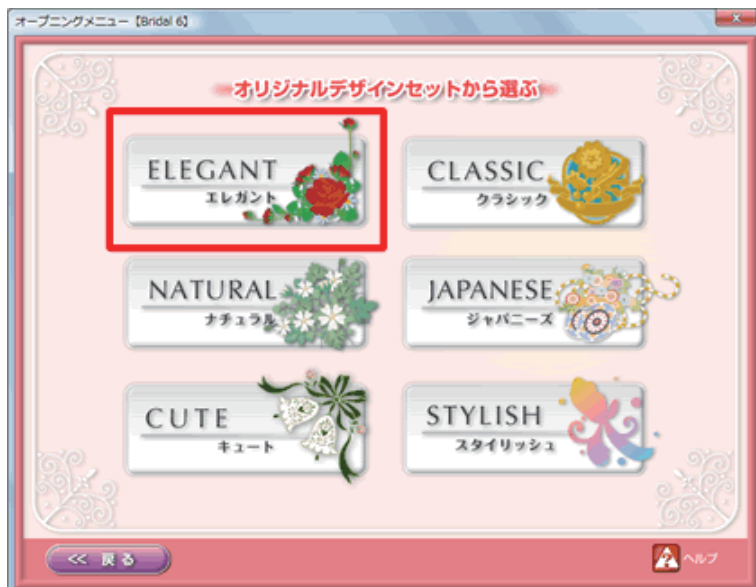 オープニングメニュー【Bridal 6】
オリジナルデザインセットから選ぶ
ELEGANT
エレガント
CLASSIC
クラシック
NATURAL
ナチュラル
JAPANESE
ジャパニーズ
CUTE
キュート
STYLISH
スタイリッシュ
<< 戻る
ヘルプ